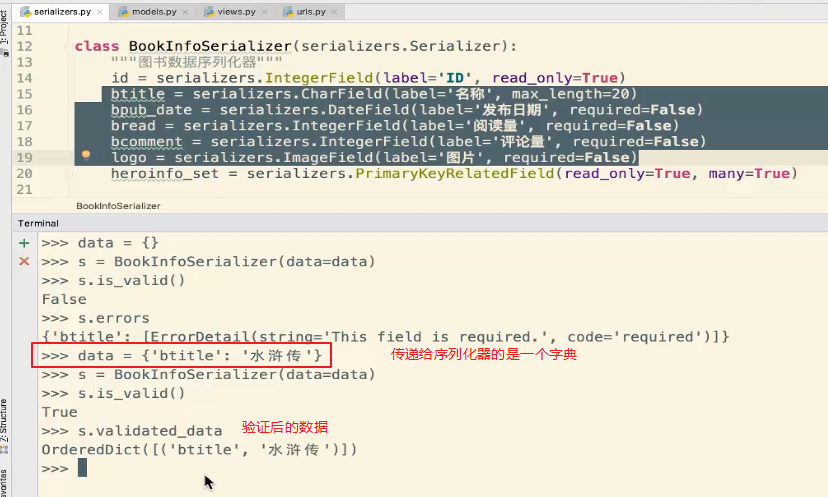 serializers.py
models.py
views.py
urls.py
1: Project
11
12 class BookInfoSerializer(serializers.Serializer):
13 """图书数据序列化器"""
14 id = serializers.IntegerField(label='ID', read_only=True)
15 btitle = serializers.CharField(label='名称', max_length=20)
16 bpub_date = serializers.DateField(label='发布日期', required=False)
17 bread = serializers.IntegerField(label='阅读量', required=False)
18 bcomment = serializers.IntegerField(label='评论量', required=False)
19 logo = serializers.ImageField(label='图片', required=False)
20 heroinfo_set = serializers.PrimaryKeyRelatedField(read_only=True, many=True)
21
BookInfoSerializer
Terminal
>>> data = {}
>>> s = BookInfoSerializer(data=data)
>>> s.is_valid()
False
>>> s.errors
{'btitle': [ErrorDetail(string='This field is required.', code='required')]}
>>> data = {'btitle': '水浒传'}
传递给序列化器的是一个字典
>>> s = BookInfoSerializer(data=data)
>>> s.is_valid()
True
>>> s.validated_data
验证后的数据
OrderedDict([('btitle', '水浒传')])
>>>
7: Structure
avorites